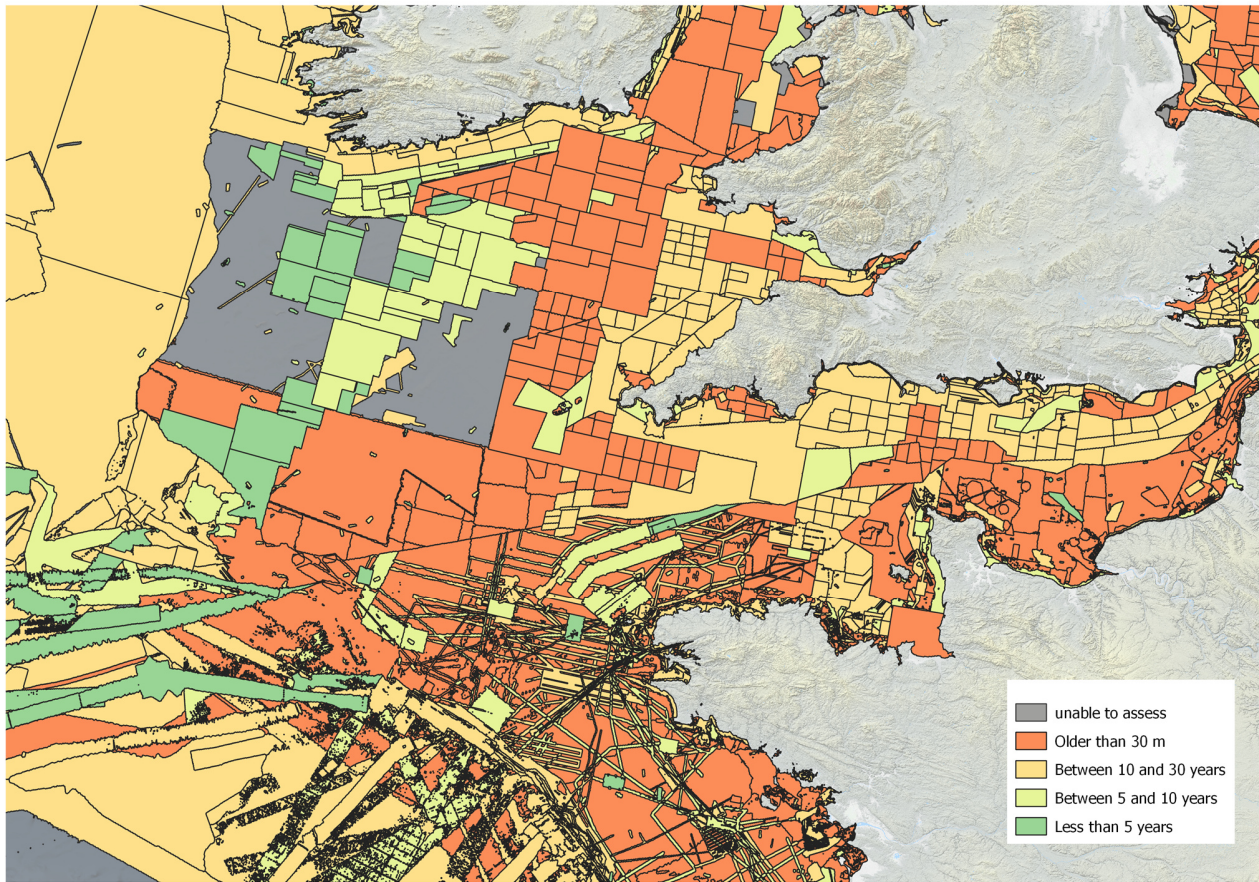 unable to assess
Older than 30 m
Between 10 and 30 years
Between 5 and 10 years
Less than 5 years